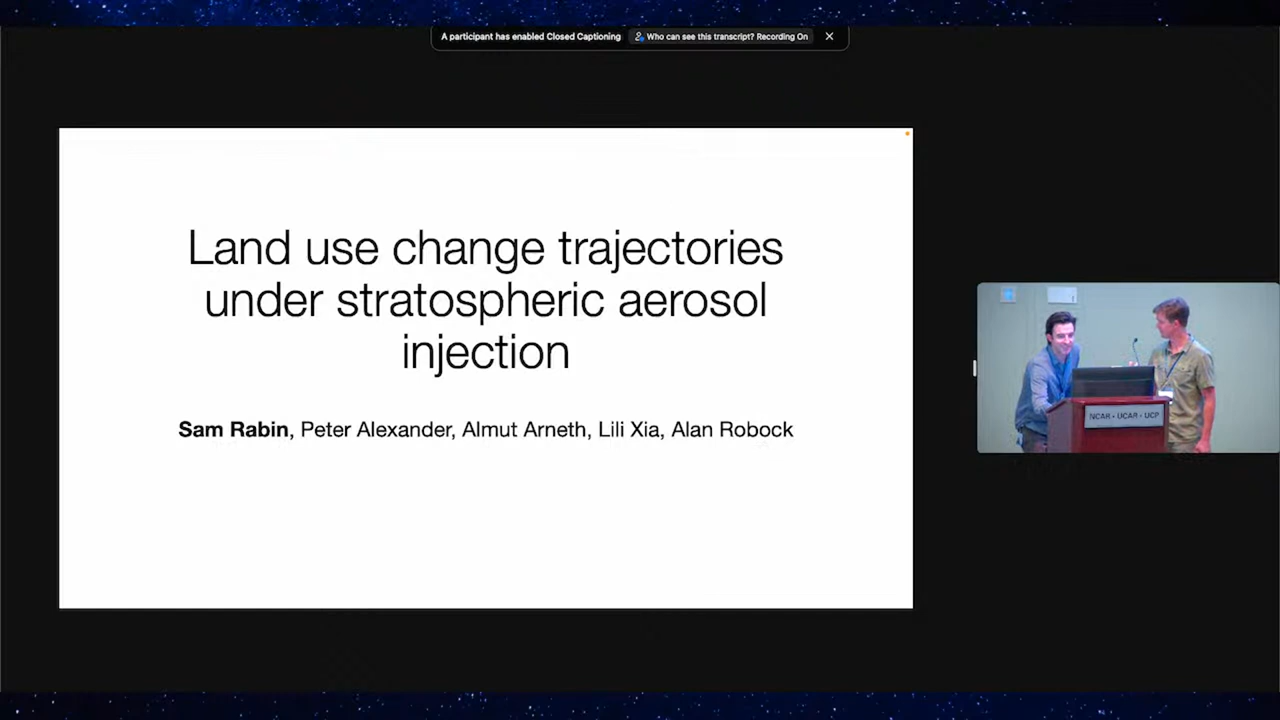 A participant has enabled Closed Captioning Who can see this transcript? Recording On
Land use change trajectories
under stratospheric aerosol
injection
Sam Rabin, Peter Alexander, Almut Arneth, Lili Xia, Alan Robock
NCAR • UCAR • UCP